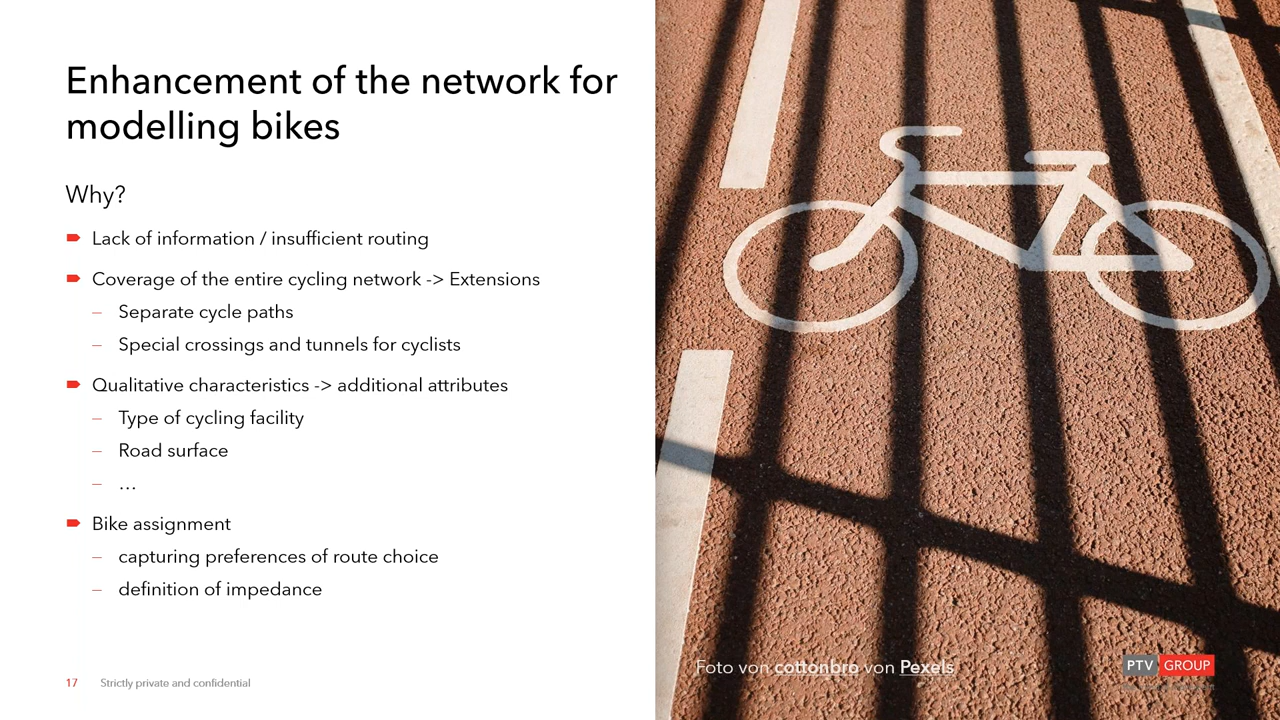 Enhancement of the network for
modelling bikes
Why?
Lack of information / insufficient routing
Coverage of the entire cycling network -> Extensions
– Separate cycle paths
– Special crossings and tunnels for cyclists
Qualitative characteristics -> additional attributes
– Type of cycling facility
– Road surface
– …
Bike assignment
– capturing preferences of route choice
– definition of impedance
17 Strictly private and confidential
Foto von cottonbro von Pexels
PTV GROUP